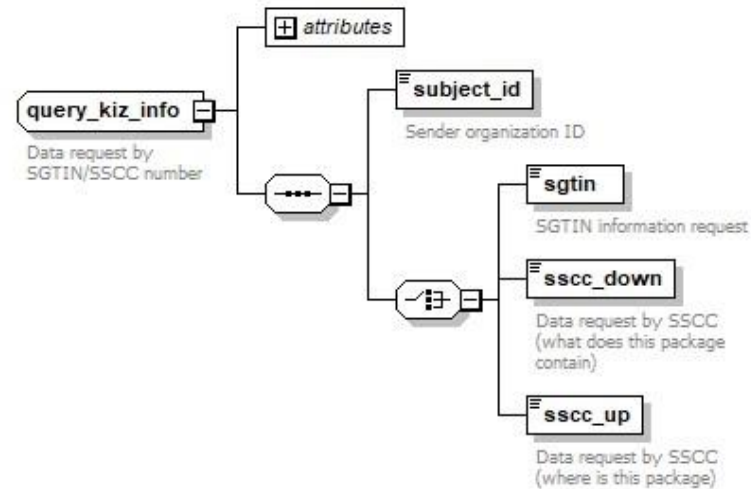 attributes
query_kiz_info
Data request by
SGTIN/SSCC number
subject_id
Sender organization ID
sgtin
SGTIN information request
sscc_down
Data request by SSCC
(what does this package
contain)
sscc_up
Data request by SSCC
(where is this package)